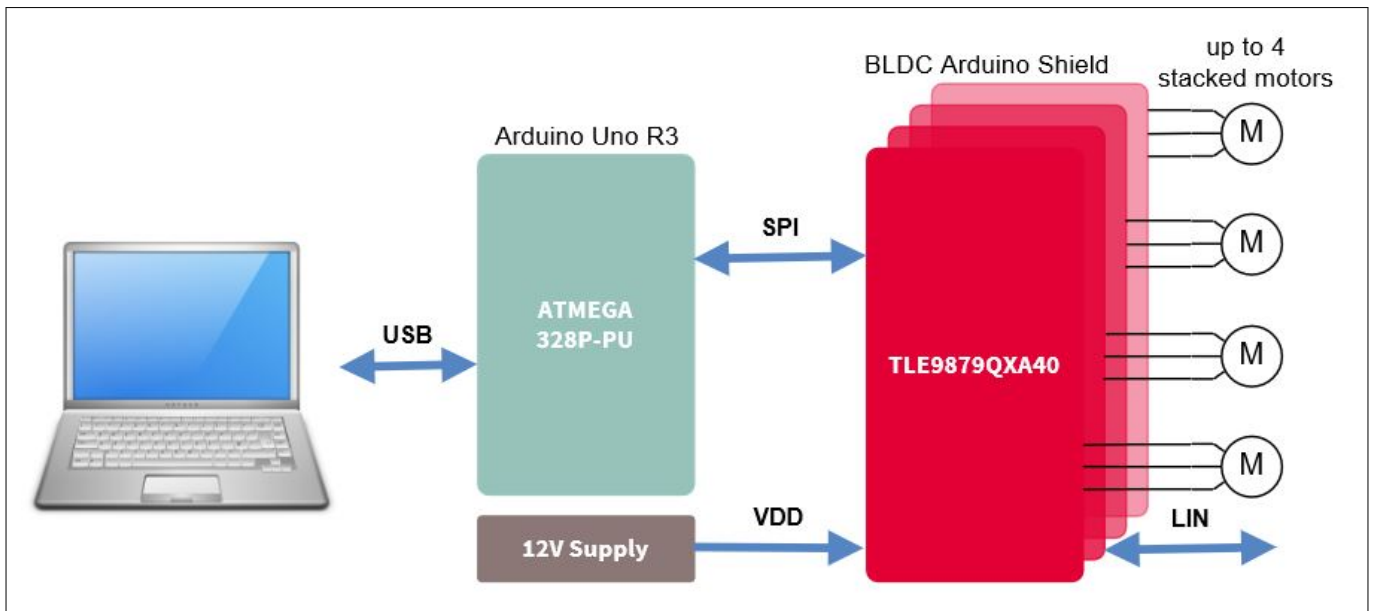 up to 4
stacked motors
BLDC Arduino Shield
Arduino Uno R3
M
SPI
M
ATMEGA
328P-PU
USB
TLE9879QXA40
M
M
VDD
LIN
12V Supply